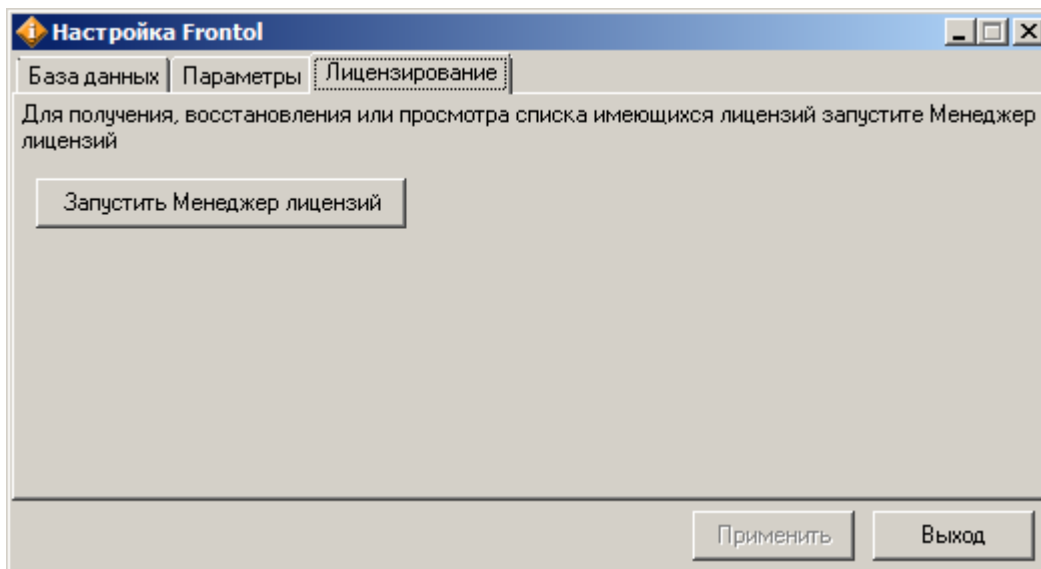 Настройка Frontol
База данных Параметры Лицензирование
Для получения, восстановления или просмотра списка имеющихся лицензий запустите Менеджер
лицензий
Запустить Менеджер лицензий
Применить Выход